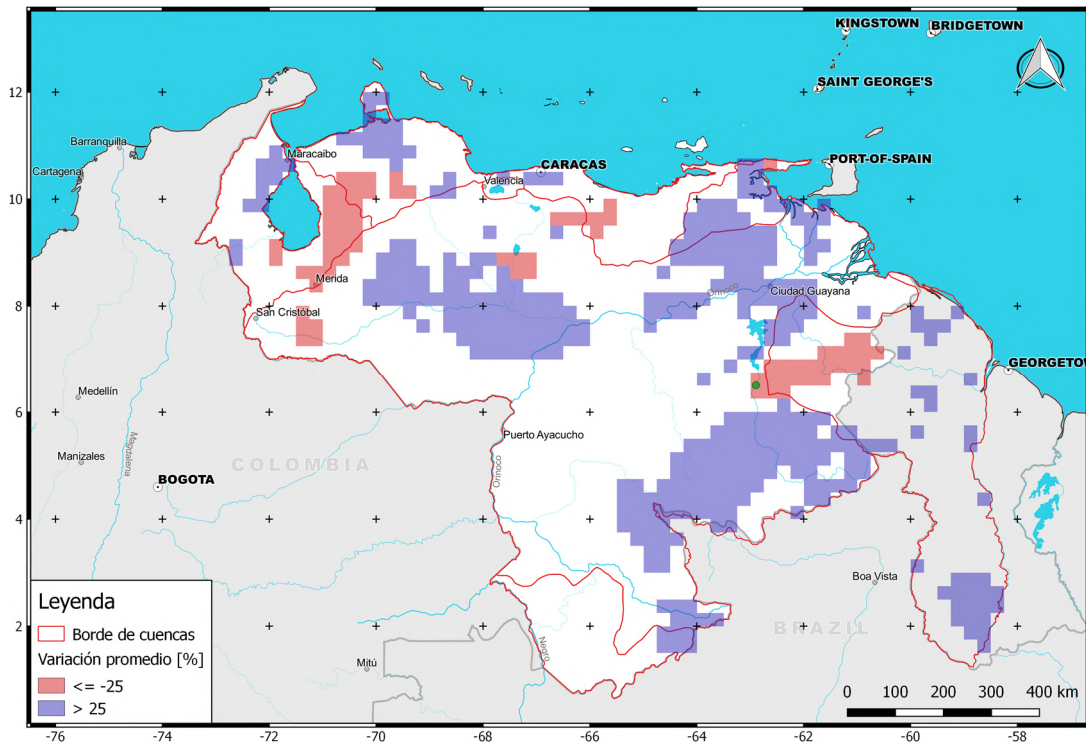 KINGSTOWN
BRIDGETOWN
SAINT GEORGE'S
12
Barranquilla
Maracaibo
CARACAS
PORT-OF-SPAIN
Cartagena
Valencia
10
Merida
Orinoco
Ciudad Guayana
8
San Cristóbal
GEORGETOW
Medellín
6
Puerto Ayacucho
Magdalena
Manizales
COLOMBIA
Orinoco
BOGOTA
4
Boa Vista
BRAZIL
2
Negro
Mitú
Leyenda
Borde de cuencas
Variación promedio [%]
<= -25
> 25
0 100 200 300 400 km
-76 -74 -72 -70 -68 -66 -64 -62 -60 -58